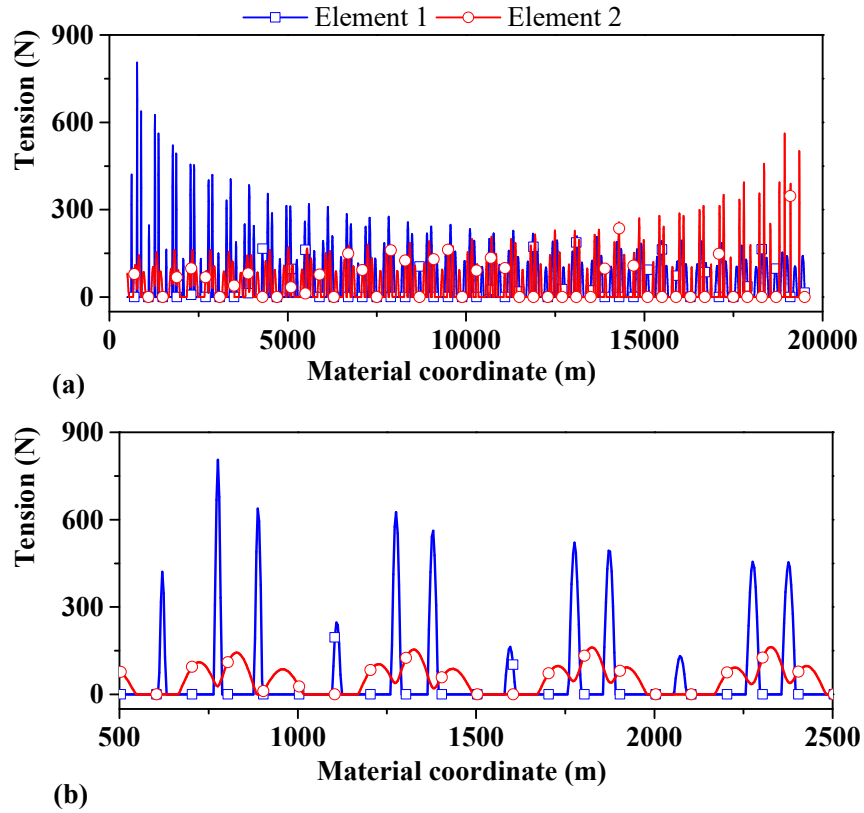 Element 1 Element 2
900
600
300
0
Tension (N)
0 5000 10000 15000 20000
Material coordinate (m)
(a)
900
600
300
0
Tension (N)
500 1000 1500 2000 2500
Material coordinate (m)
(b)